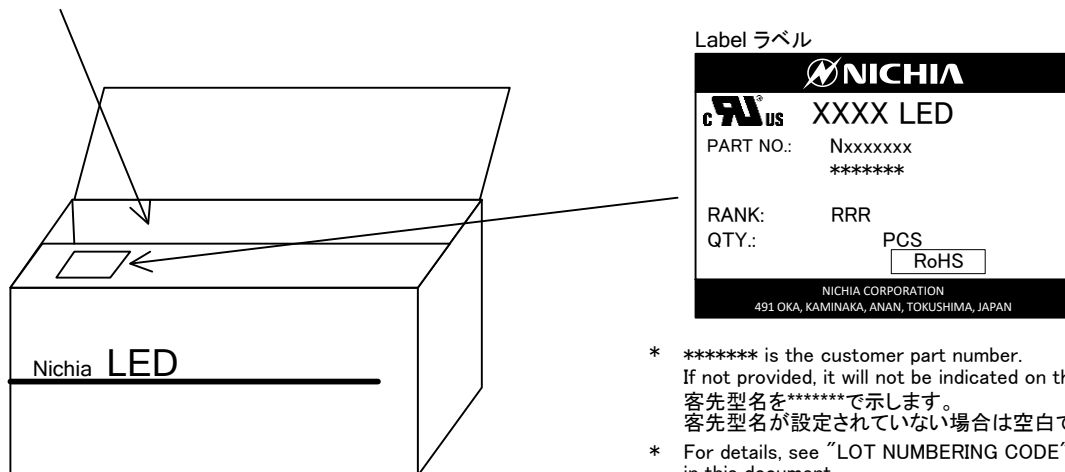 Label ラベル
NICHIA
c RU ® US XXXX LED
PART NO.: Nxxxxxxx
*******
RANK: RRR
QTY.: PCS
RoHS
NICHIA CORPORATION
491 OKA, KAMINAKA, ANAN, TOKUSHIMA, JAPAN
Nichia LED
* ******* is the customer part number.
If not provided, it will not be indicated on
客先型名を*******で示します。
客先型名が設定されていない場合は空白で
* For details, see "LOT NUMBERING CODE"
in this document.